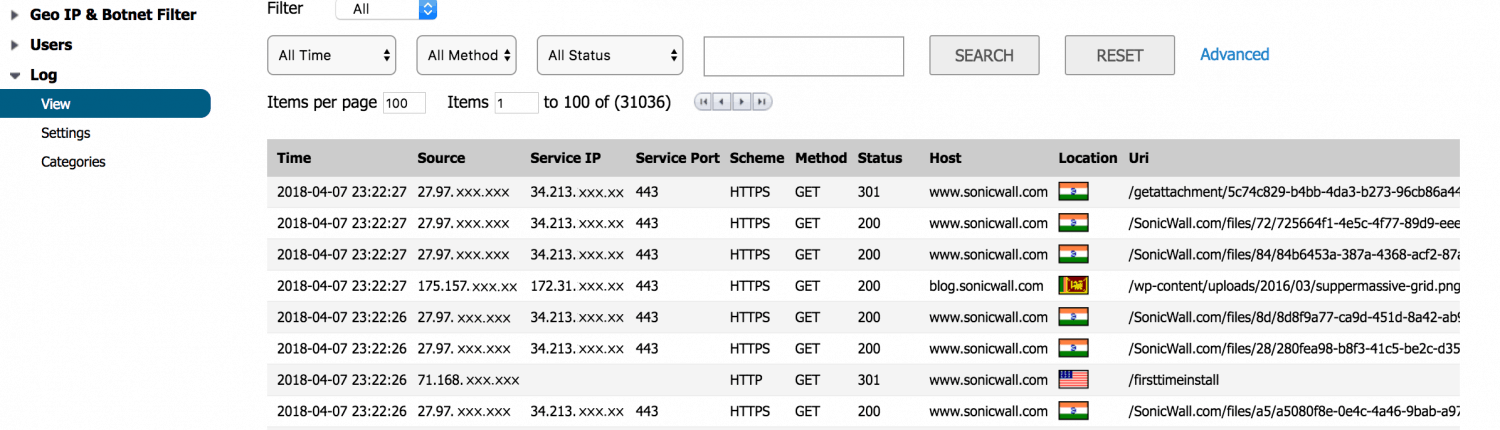 Geo IP & Botnet Filter
Users
Log
View
Settings
Categories
Filter All
All Time All Method All Status SEARCH RESET Advanced
Items per page 100 Items 1 to 100 of (31036)
Time Source Service IP Service Port Scheme Method Status Host Location Uri
2018-04-07 23:22:27 27.97. xxx.xxx 34.213. xxx.xx 443 HTTPS GET 301 www.sonicwall.com /getattachment/5c74c829-b4bb-4da3-b273-96cb86a44
2018-04-07 23:22:27 27.97. xxx.xxx 34.213. xxx.xx 443 HTTPS GET 200 www.sonicwall.com /SonicWall.com/files/72/725664f1-4e5c-4f77-89d9-eee
2018-04-07 23:22:27 27.97. xxx.xxx 34.213. xxx.xx 443 HTTPS GET 200 www.sonicwall.com /SonicWall.com/files/84/84b6453a-387a-4368-acf2-87a
2018-04-07 23:22:27 175.157. xxx.xx 172.31. xxx.xx 443 HTTPS GET 200 blog.sonicwall.com /wp-content/uploads/2016/03/suppermassive-grid.png
2018-04-07 23:22:26 27.97. xxx.xxx 34.213. xxx.xx 443 HTTPS GET 200 www.sonicwall.com /SonicWall.com/files/8d/8d8f9a77-ca9d-451d-8a42-ab9
2018-04-07 23:22:26 27.97. xxx.xxx 34.213. xxx.xx 443 HTTPS GET 200 www.sonicwall.com /SonicWall.com/files/28/280fea98-b8f3-41c5-be2c-d35
2018-04-07 23:22:26 71.168. xxx.xxx HTTP GET 301 www.sonicwall.com /firsttimeinstall
2018-04-07 23:22:26 27.97. xxx.xxx 34.213. xxx.xx 443 HTTPS GET 200 www.sonicwall.com /SonicWall.com/files/a5/a5080f8e-0e4c-4a46-9bab-a97